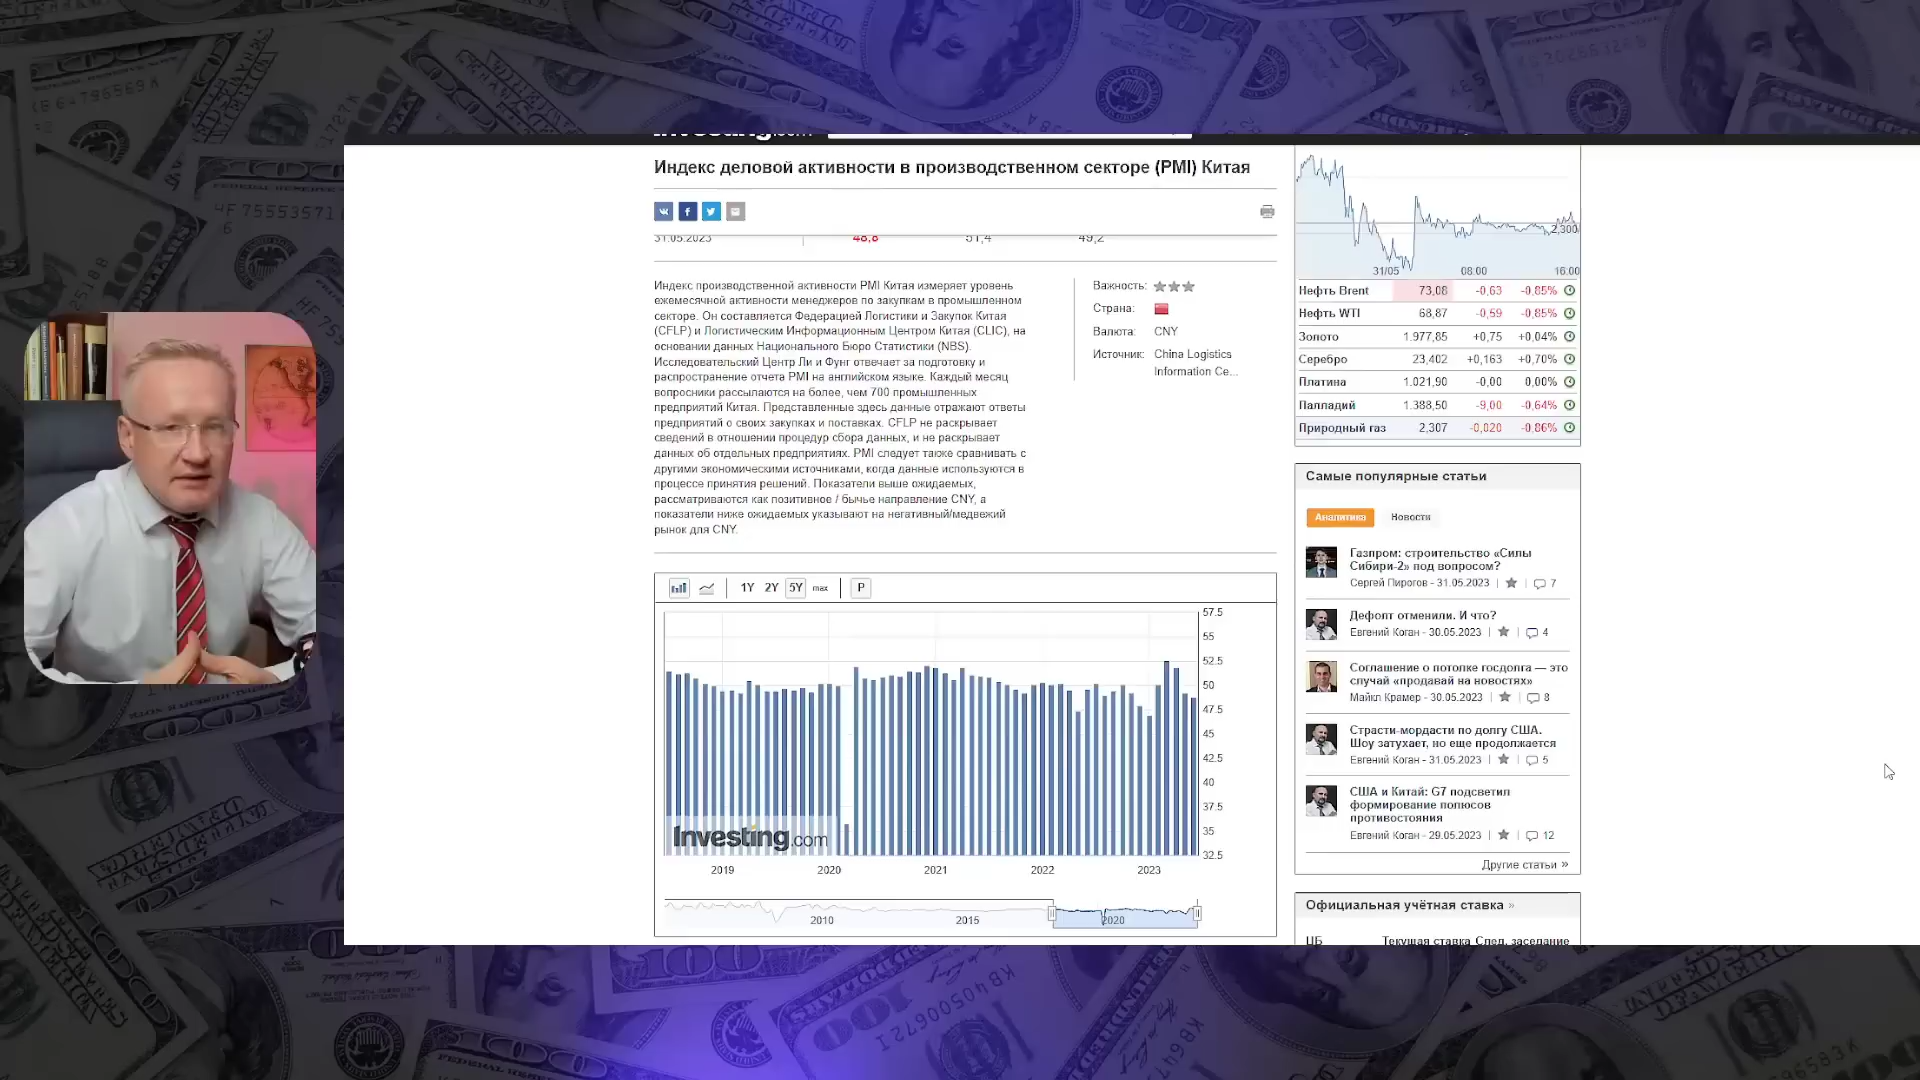 Investing.com
Индекс деловой активности в производственном секторе (PMI) Китая
31.05.2023 48,8 51,4 49,2
Индекс производственной активности PMI Китая измеряет уровень
ежемесячной активности менеджеров по закупкам в промышленном
секторе. Он составляется Федерацией Логистики и Закупок Китая
(CFLP) и Логистическим Информационным Центром Китая (CLIC), на
основании данных Национального Бюро Статистики (NBS).
Исследовательский Центр Ли и Фунг отвечает за подготовку и
распространение отчета PMI на английском языке. Каждый месяц
вопросники рассылаются на более, чем 700 промышленных
предприятий Китая. Представленные здесь данные отражают ответы
предприятий о своих закупках и поставках. CFLP не раскрывает
сведений в отношении процедур сбора данных, и не раскрывает
данных об отдельных предприятиях. PMI следует также сравнивать с
другими экономическими источниками, когда данные используются в
процессе принятия решений. Показатели выше ожидаемых,
рассматриваются как позитивное / бычье направление CNY, а
показатели ниже ожидаемых указывают на негативный/медвежий
рынок для CNY.
Важность:
Страна:
Валюта: CNY
Источник: China Logistics
Information Ce...
1Y 2Y 5Y max P
57.5
55
52.5
50
47.5
45
42.5
40
37.5
35
32.5
Investing.com
2019 2020 2021 2022 2023
2010 2015 2020
2,300
31/05 08:00 16:00
Нефть Brent 73,08 -0,63 -0,85%
Нефть WTI 68,87 -0,59 -0,85%
Золото 1.977,85 +0,75 +0,04%
Серебро 23,402 +0,163 +0,70%
Платина 1.021,90 -0,00 0,00%
Палладий 1.388,50 -9,00 -0,64%
Природный газ 2,307 -0,020 -0,86%
Самые популярные статьи
Аналитика Новости
Газпром: строительство «Силы
Сибири-2» под вопросом?
Сергей Пирогов - 31.05.2023 | 7
Дефолт отменили. И что?
Евгений Коган - 30.05.2023 | 4
Соглашение о потолке госдолга — это
случай «продавай на новостях»
Майкл Крамер - 30.05.2023 | 8
Страсти-мордасти по долгу США.
Шоу затухает, но еще продолжается
Евгений Коган - 31.05.2023 | 5
США и Китай: G7 подсветил
формирование полюсов
противостояния
Евгений Коган - 29.05.2023 | 12
Другие статьи »
Официальная учётная ставка »
ЦБ Текущая ставка След. заседание